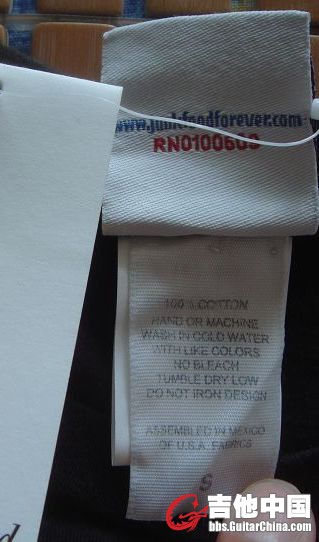 www.junkfoodforever.com
RN0100603
100% COTTON
HAND OR MACHINE
WASH IN COLD WATER
WITH LIKE COLORS
NO BLEACH
TUMBLE DRY LOW
DO NOT IRON DESIGN
ASSEMBLED IN MEXICO
OF U.S.A. FABRICS
S
d
吉他中国
bbs.GuitarChina.com